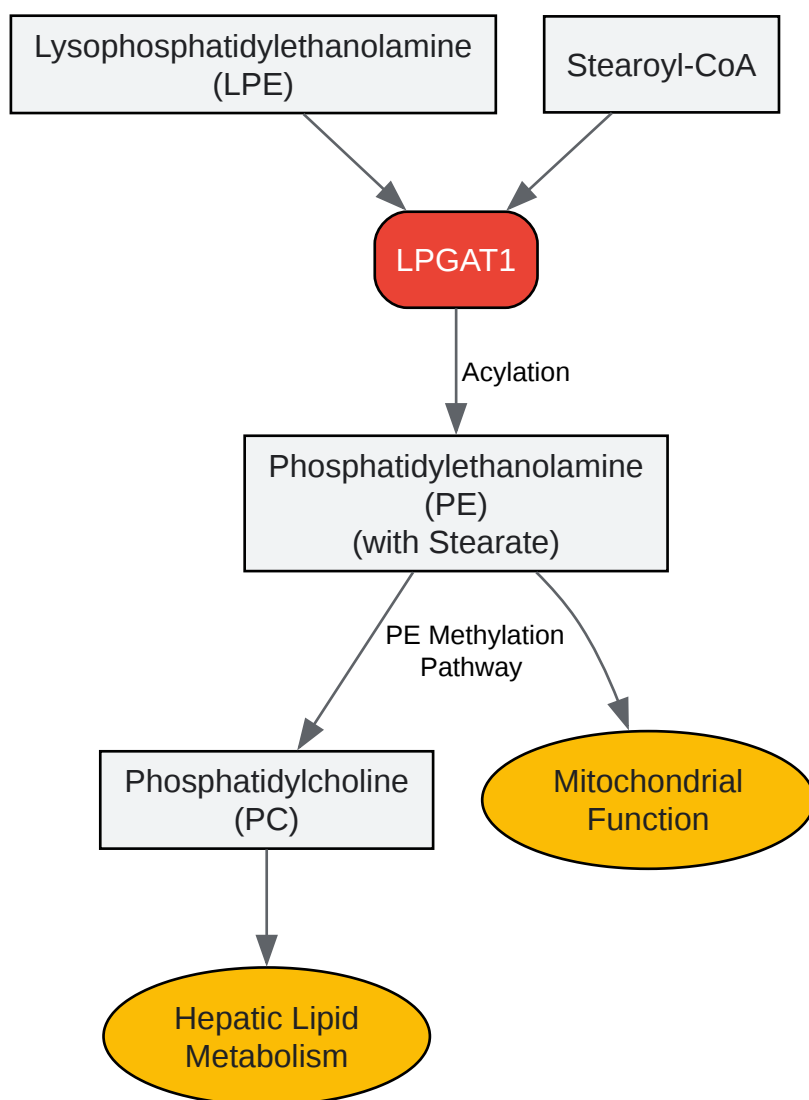 Lysophosphatidylethanolamine
(LPE)
Stearoyl-CoA
LPGAT1
Acylation
Phosphatidylethanolamine
(PE)
(with Stearate)
PE Methylation
Pathway
Phosphatidylcholine
(PC)
Mitochondrial
Function
Hepatic Lipid
Metabolism